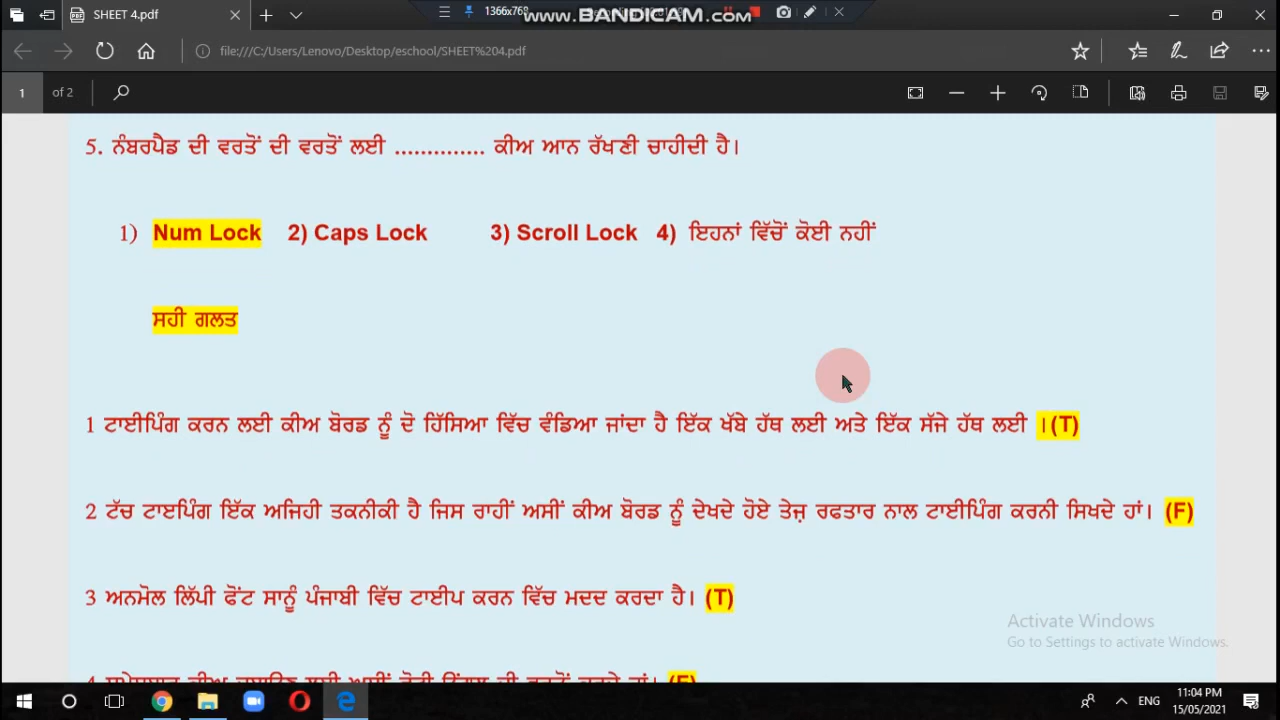 SHEET 4.pdf
1366x768
www.BANDICAM.com
file:///C:/Users/Lenovo/Desktop/eschool/SHEET%204.pdf
1 of 2
5. ਨੰਬਰਪੈਡ ਦੀ ਵਰਤੋਂ ਦੀ ਵਰਤੋਂ ਲਈ .............. ਕੀਅ ਆਨ ਰੱਖਣੀ ਚਾਹੀਦੀ ਹੈ।
1) Num Lock 2) Caps Lock 3) Scroll Lock 4) ਇਹਨਾਂ ਵਿੱਚੋਂ ਕੋਈ ਨਹੀਂ
ਸਹੀ ਗਲਤ
1 ਟਾਈਪਿੰਗ ਕਰਨ ਲਈ ਕੀਅ ਬੋਰਡ ਨੂੰ ਦੋ ਹਿੱਸਿਆ ਵਿੱਚ ਵੰਡਿਆ ਜਾਂਦਾ ਹੈ ਇੱਕ ਖੱਬੇ ਹੱਥ ਲਈ ਅਤੇ ਇੱਕ ਸੱਜੇ ਹੱਥ ਲਈ ।(T)
2 ਟੱਚ ਟਾਇਪਿੰਗ ਇੱਕ ਅਜਿਹੀ ਤਕਨੀਕੀ ਹੈ ਜਿਸ ਰਾਹੀਂ ਅਸੀਂ ਕੀਅ ਬੋਰਡ ਨੂੰ ਦੇਖਦੇ ਹੋਏ ਤੇਜ਼ ਰਫਤਾਰ ਨਾਲ ਟਾਈਪਿੰਗ ਕਰਨੀ ਸਿਖਦੇ ਹਾਂ। (F)
3 ਅਨਮੋਲ ਲਿੱਪੀ ਫੋਂਟ ਸਾਨੂੰ ਪੰਜਾਬੀ ਵਿੱਚ ਟਾਈਪ ਕਰਨ ਵਿੱਚ ਮਦਦ ਕਰਦਾ ਹੈ। (T)
Activate Windows
Go to Settings to activate Windows.
ENG
11:04 PM
15/05/2021